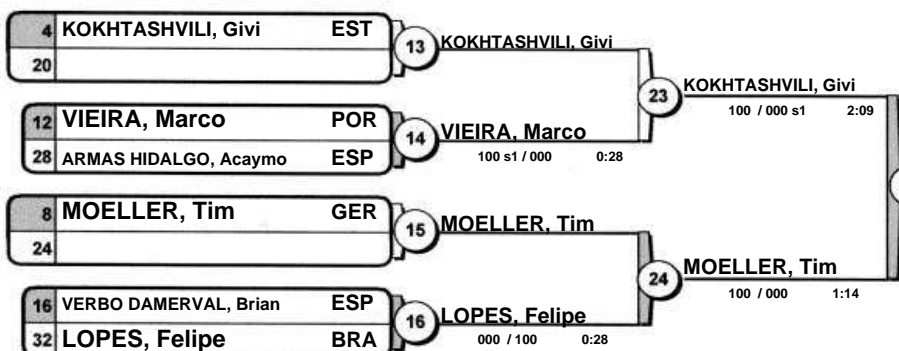 4 KOKHTASHVILI, Givi EST
20
13 KOKHTASHVILI, Givi
12 VIEIRA, Marco POR
28 ARMAS HIDALGO, Acaymo ESP
14 VIEIRA, Marco
100 s1 / 000 0:28
23 KOKHTASHVILI, Givi
100 / 000 s1 2:09
8 MOELLER, Tim GER
24
15 MOELLER, Tim
16 VERBO DAMERVAL, Brian ESP
32 LOPES, Felipe BRA
16 LOPES, Felipe
000 / 100 0:28
24 MOELLER, Tim
100 / 000 1:14